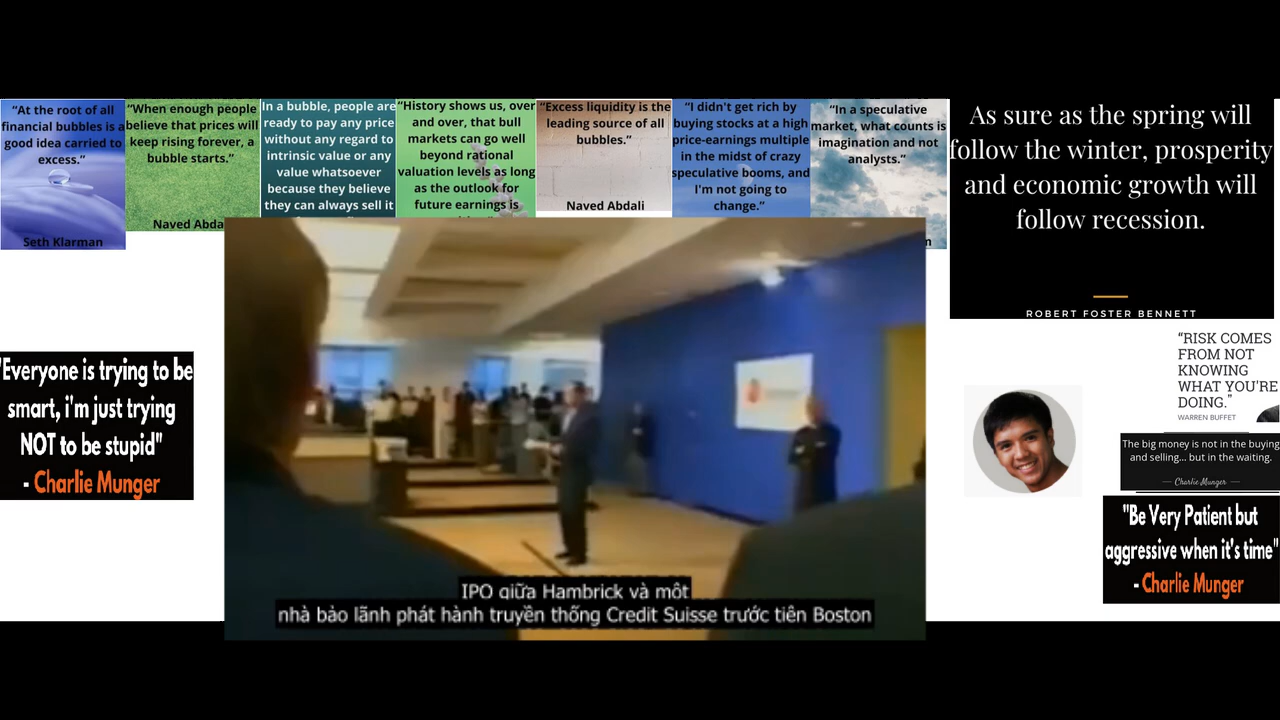 “At the root of all
financial bubbles is a
good idea carried to
excess.”
Seth Klarman
“When enough people
believe that prices will
keep rising forever, a
bubble starts.”
Naved Abda
In a bubble, people are
ready to pay any price
without any regard to
intrinsic value or any
value whatsoever
because they believe
they can always sell it
“History shows us, over
and over, that bull
markets can go well
beyond rational
valuation levels as long
as the outlook for
future earnings is
“Excess liquidity is the
leading source of all
bubbles.”
Naved Abdali
“I didn't get rich by
buying stocks at a high
price-earnings multiple
in the midst of crazy
speculative booms, and
I'm not going to
change.”
“In a speculative
market, what counts is
imagination and not
analysts.”
As sure as the spring will
follow the winter, prosperity
and economic growth will
follow recession.
ROBERT FOSTER BENNETT
"Everyone is trying to be
smart, i'm just trying
NOT to be stupid"
- Charlie Munger
“RISK COMES
FROM NOT
KNOWING
WHAT YOU'RE
DOING.”
WARREN BUFFET
The big money is not in the buying
and selling... but in the waiting.
— Charlie Munger —
"Be Very Patient but
aggressive when it's time"
- Charlie Munger
IPO giữa Hambrick và một
nhà bảo lãnh phát hành truyền thống Credit Suisse trước tiên Boston